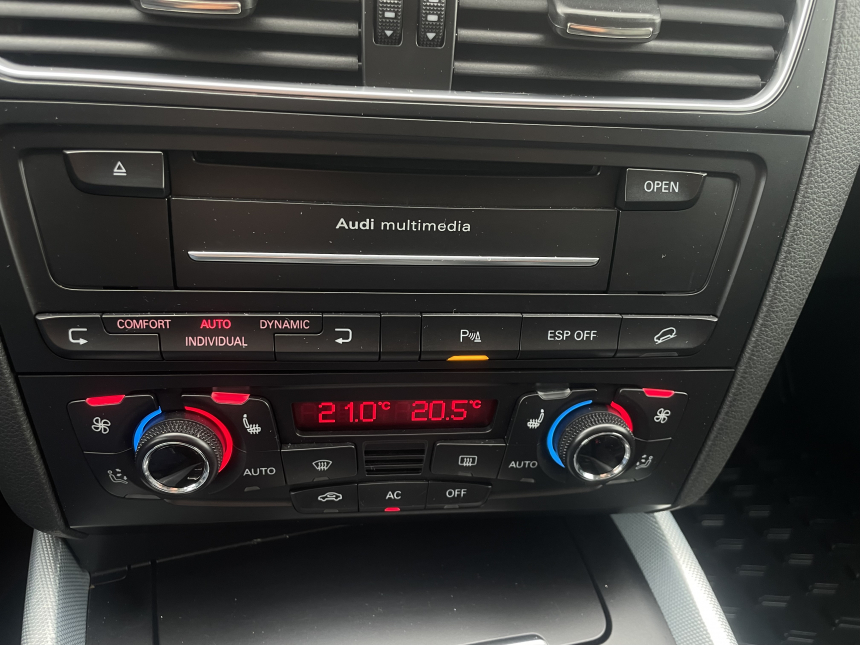 OPEN
Audi multimedia
COMFORT AUTO DYNAMIC
INDIVIDUAL
P
ESP OFF
21.0°C 20.5°C
AUTO
AUTO
AC
OFF